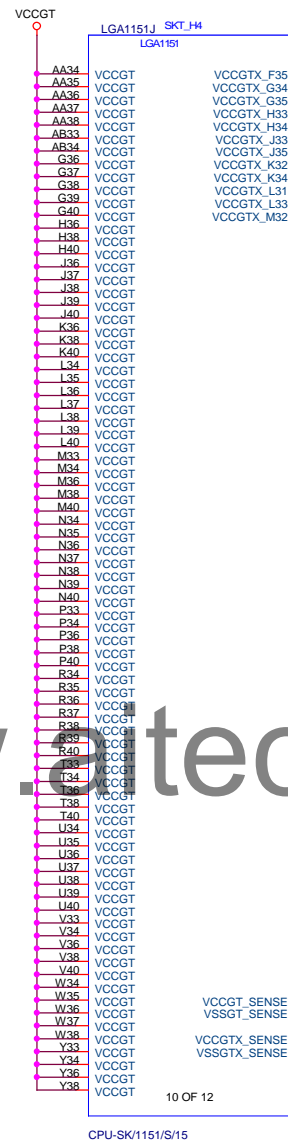 VCCGT
LGA1151J SKT_H4
LGA1151
AA34 VCCGT VCCGTX_F35
AA35 VCCGT VCCGTX_G34
AA36 VCCGT VCCGTX_G35
AA37 VCCGT VCCGTX_H33
AA38 VCCGT VCCGTX_H34
AB33 VCCGT VCCGTX_J33
AB34 VCCGT VCCGTX_J35
G36 VCCGT VCCGTX_K32
G37 VCCGT VCCGTX_K34
G38 VCCGT VCCGTX_L31
G39 VCCGT VCCGTX_L33
G40 VCCGT VCCGTX_M32
H36 VCCGT
H38 VCCGT
H40 VCCGT
J36 VCCGT
J37 VCCGT
J38 VCCGT
J39 VCCGT
J40 VCCGT
K36 VCCGT
K38 VCCGT
K40 VCCGT
L34 VCCGT
L35 VCCGT
L36 VCCGT
L37 VCCGT
L38 VCCGT
L39 VCCGT
L40 VCCGT
M33 VCCGT
M34 VCCGT
M36 VCCGT
M38 VCCGT
M40 VCCGT
N34 VCCGT
N35 VCCGT
N36 VCCGT
N37 VCCGT
N38 VCCGT
N39 VCCGT
N40 VCCGT
P33 VCCGT
P34 VCCGT
P36 VCCGT
P38 VCCGT
P40 VCCGT
R34 VCCGT
R35 VCCGT
R36 VCCGT
R37 VCCGT
R38 VCCGT
R39 VCCGT
R40 VCCGT
T33 VCCGT
T34 VCCGT
T36 VCCGT
T38 VCCGT
T40 VCCGT
U34 VCCGT
U35 VCCGT
U36 VCCGT
U37 VCCGT
U38 VCCGT
U39 VCCGT
U40 VCCGT
V33 VCCGT
V34 VCCGT
V36 VCCGT
V38 VCCGT
V40 VCCGT
W34 VCCGT
W35 VCCGT VCCGT_SENSE
W36 VCCGT VSSGT_SENSE
W37 VCCGT
W38 VCCGT VCCGTX_SENSE
Y33 VCCGT VSSGTX_SENSE
Y34 VCCGT
Y36 VCCGT
Y38 VCCGT
10 OF 12
CPU-SK/1151/S/15